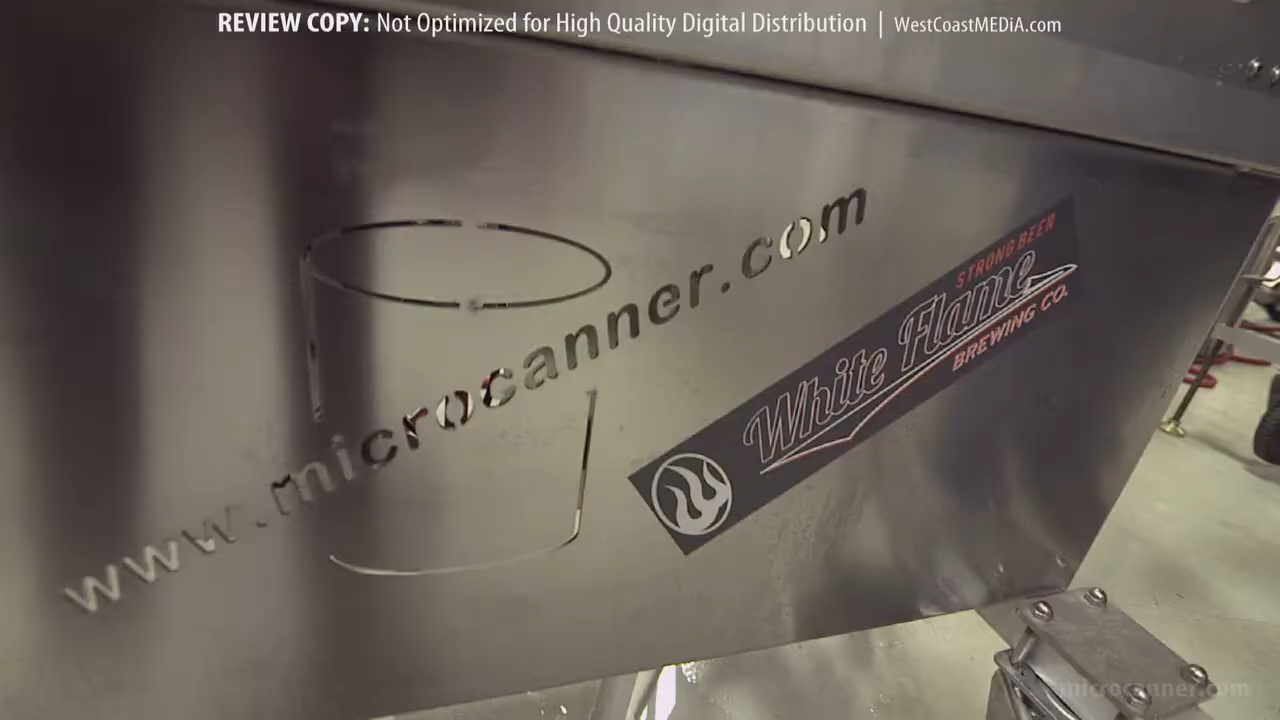 REVIEW COPY: Not Optimized for High Quality Digital Distribution | WestCoastMEDiA.com
www.microcanner.com
STRONG BEER
White Flame
BREWING CO.
microcanner.com